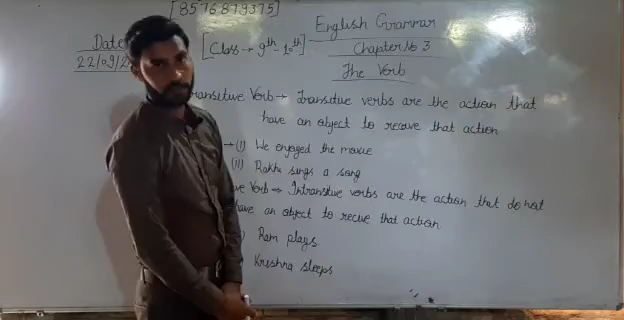 [8576879375]
English Grammar
Date
[Class → 9th - 10th]
Chapter No 3
22/09/2
The Verb
ransitive Verb → Transitive verbs are the action that
have an object to receive that action
→(i) We enjoyed the movie
(ii) Rakhi sings a song
ve Verb → Intransitive verbs are the action that do not
have an object to recive that action
) Ram plays
Krishna sleeps